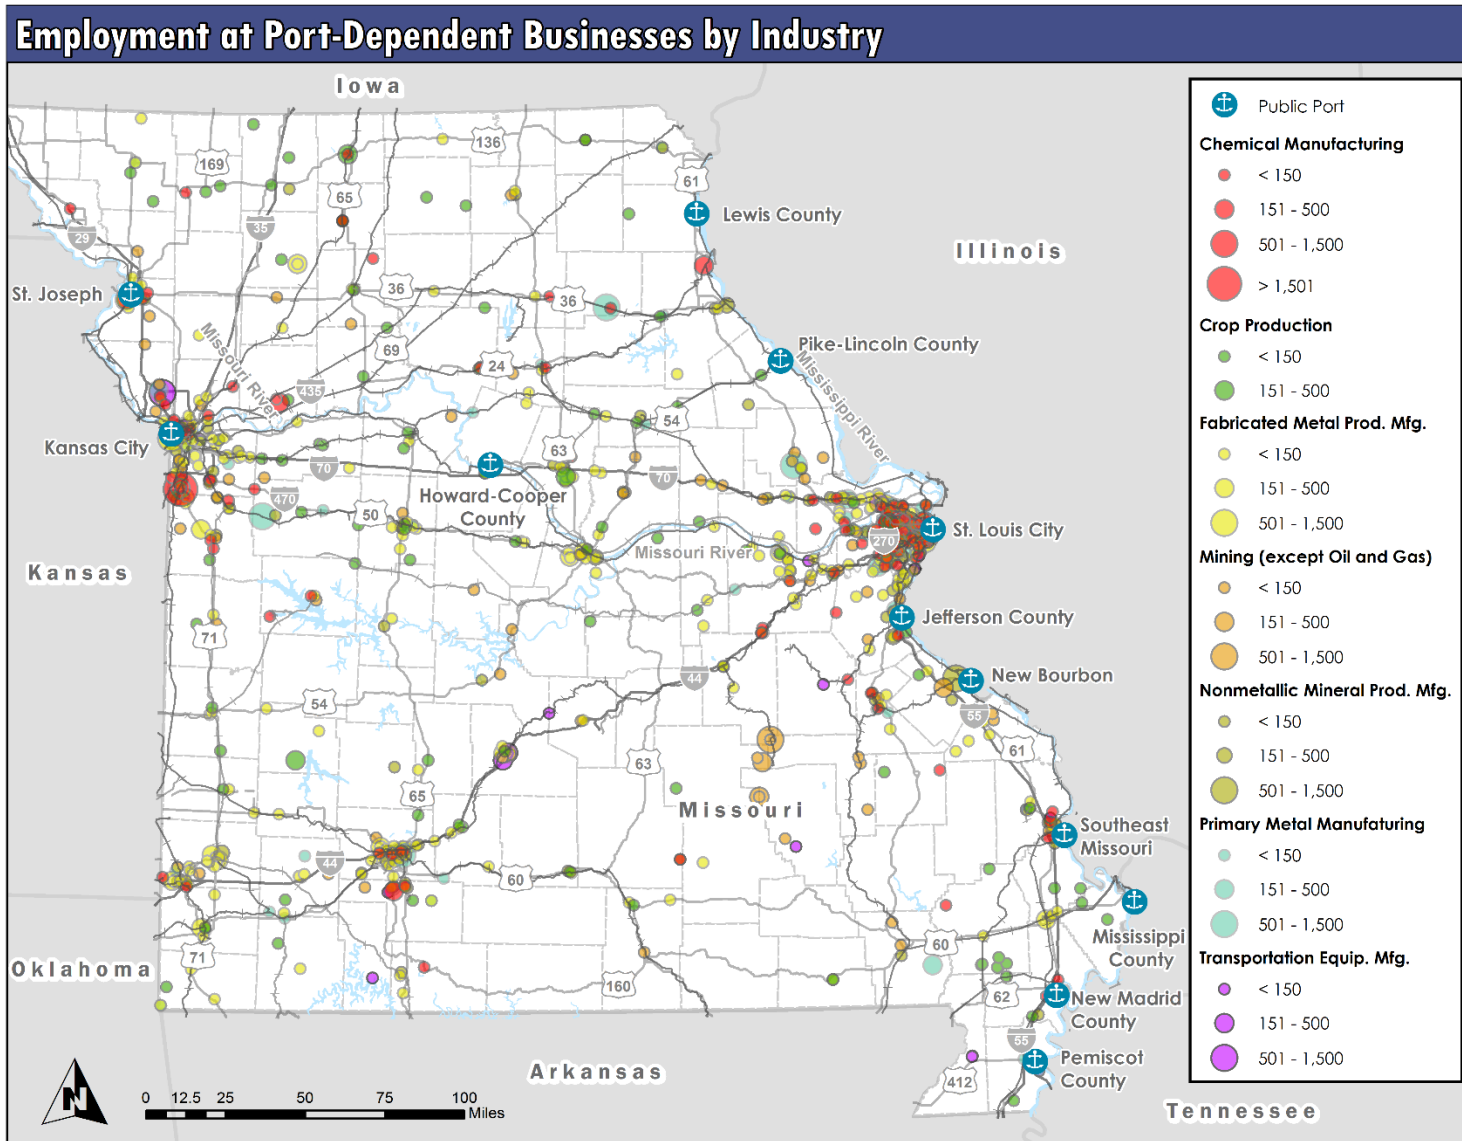 Employment at Port-Dependent Businesses by Industry
Iowa
Illinois
Kansas
Oklahoma
Arkansas
Tennessee
Missouri
136
169
61
65
35
29
Lewis County
St. Joseph
36
36
Missouri River
69
24
435
Pike-Lincoln County
Mississippi River
54
Kansas City
63
70
70
Howard-Cooper
County
470
50
Missouri River
270
St. Louis City
71
Jefferson County
44
New Bourbon
54
55
61
63
65
Southeast
Missouri
44
60
Mississippi
County
60
71
160
62
New Madrid
County
55
Pemiscot
County
412
N
0 12.5 25 50 75 100
Miles
Public Port
Chemical Manufacturing
< 150
151 - 500
501 - 1,500
> 1,501
Crop Production
< 150
151 - 500
Fabricated Metal Prod. Mfg.
< 150
151 - 500
501 - 1,500
Mining (except Oil and Gas)
< 150
151 - 500
501 - 1,500
Nonmetallic Mineral Prod. Mfg.
< 150
151 - 500
501 - 1,500
Primary Metal Manufaturing
< 150
151 - 500
501 - 1,500
Transportation Equip. Mfg.
< 150
151 - 500
501 - 1,500